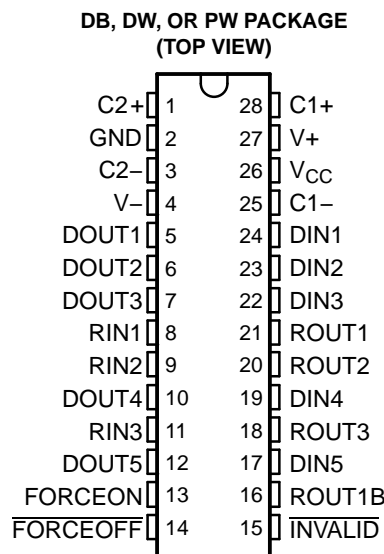 DB, DW, OR PW PACKAGE
(TOP VIEW)
C2+ 1 28 C1+
GND 2 27 V+
C2− 3 26 VCC
V− 4 25 C1−
DOUT1 5 24 DIN1
DOUT2 6 23 DIN2
DOUT3 7 22 DIN3
RIN1 8 21 ROUT1
RIN2 9 20 ROUT2
DOUT4 10 19 DIN4
RIN3 11 18 ROUT3
DOUT5 12 17 DIN5
FORCEON 13 16 ROUT1B
FORCEOFF 14 15 INVALID